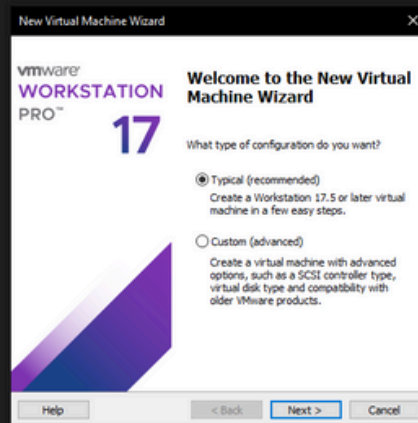 New Virtual Machine Wizard
vmware
WORKSTATION
PRO™
17
Welcome to the New Virtual
Machine Wizard
What type of configuration do you want?
Typical (recommended)
Create a Workstation 17.5 or later virtual
machine in a few easy steps.
Custom (advanced)
Create a virtual machine with advanced
options, such as a SCSI controller type,
virtual disk type and compatibility with
older VMware products.
Help
< Back
Next >
Cancel